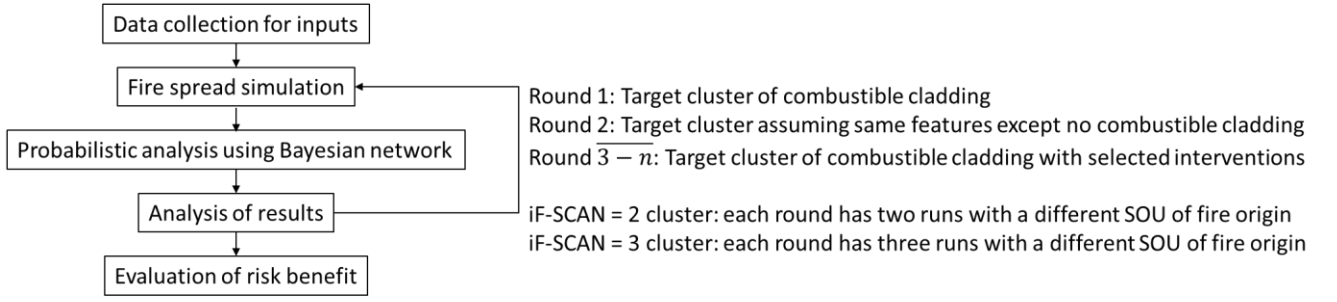 Data collection for inputs
Fire spread simulation
Probabilistic analysis using Bayesian network
Analysis of results
Evaluation of risk benefit
Round 1: Target cluster of combustible cladding
Round 2: Target cluster assuming same features except no combustible cladding
Round \overline{3 − n}: Target cluster of combustible cladding with selected interventions
iF-SCAN = 2 cluster: each round has two runs with a different SOU of fire origin
iF-SCAN = 3 cluster: each round has three runs with a different SOU of fire origin